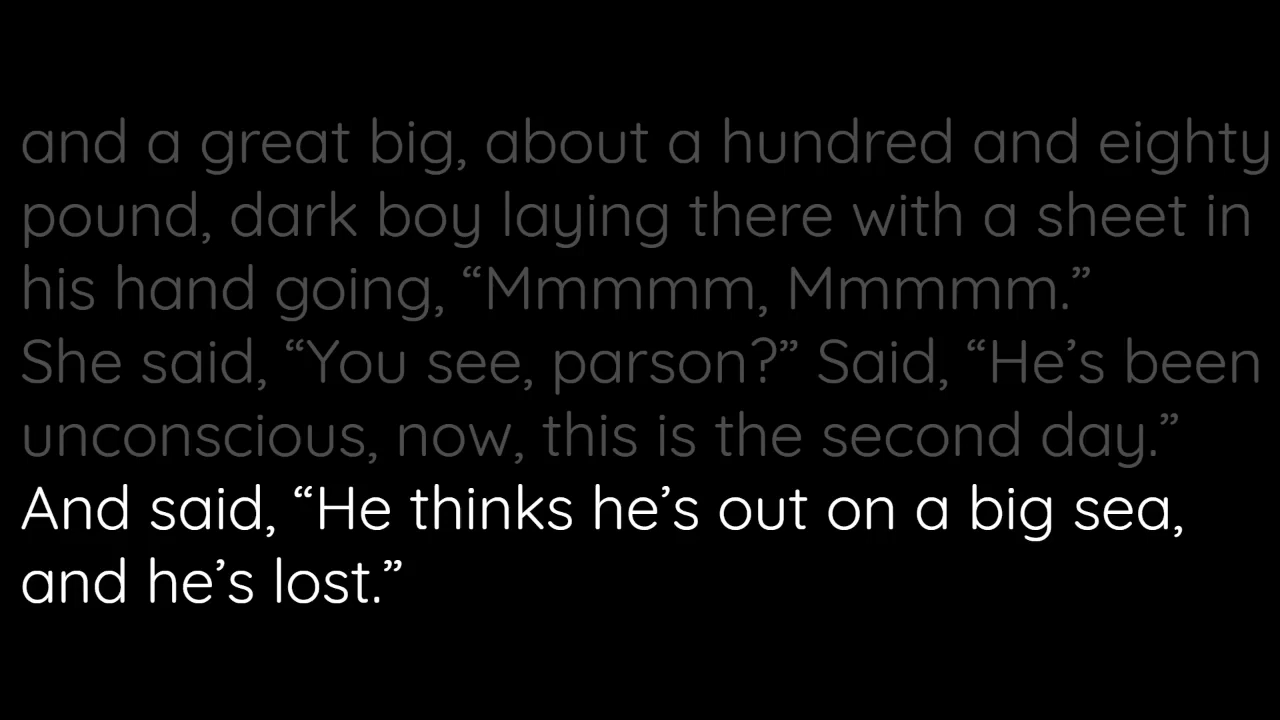 and a great big, about a hundred and eighty
pound, dark boy laying there with a sheet in
his hand going, “Mmmmm, Mmmmm.”
She said, “You see, parson?” Said, “He’s been
unconscious, now, this is the second day.”
And said, “He thinks he’s out on a big sea,
and he’s lost.”